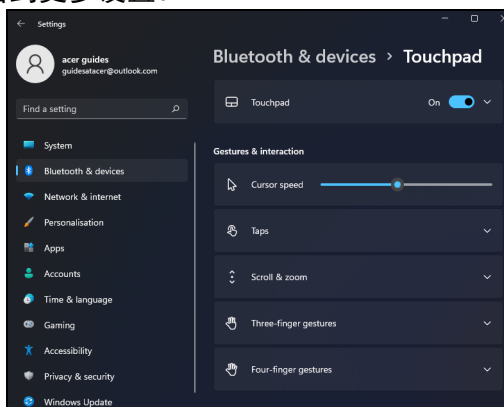 Settings
acer guides
guidesatacer@outlook.com
Find a setting
System
Bluetooth & devices
Network & internet
Personalisation
Apps
Accounts
Time & language
Gaming
Accessibility
Privacy & security
Windows Update
Bluetooth & devices > Touchpad
Touchpad
On
Gestures & interaction
Cursor speed
Taps
Scroll & zoom
Three-finger gestures
Four-finger gestures